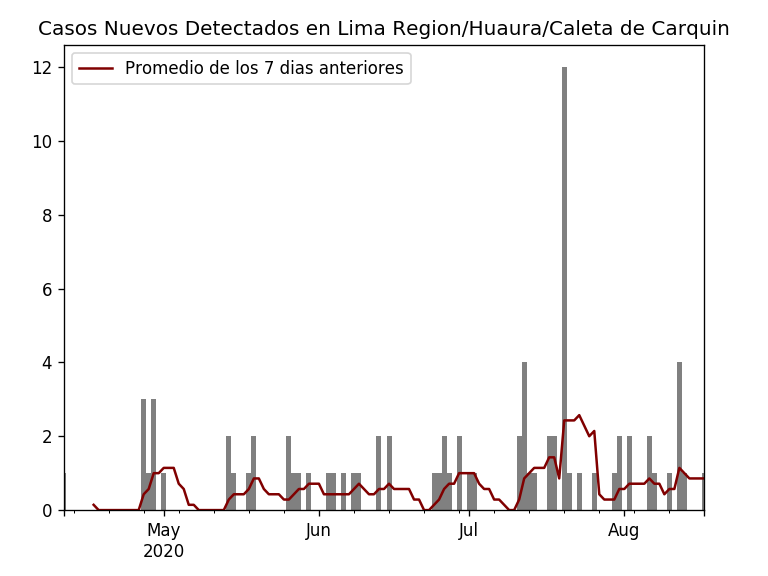 Casos Nuevos Detectados en Lima Region/Huaura/Caleta de Carquin
Promedio de los 7 dias anteriores
12
10
8
6
4
2
0
May
2020
Jun
Jul
Aug